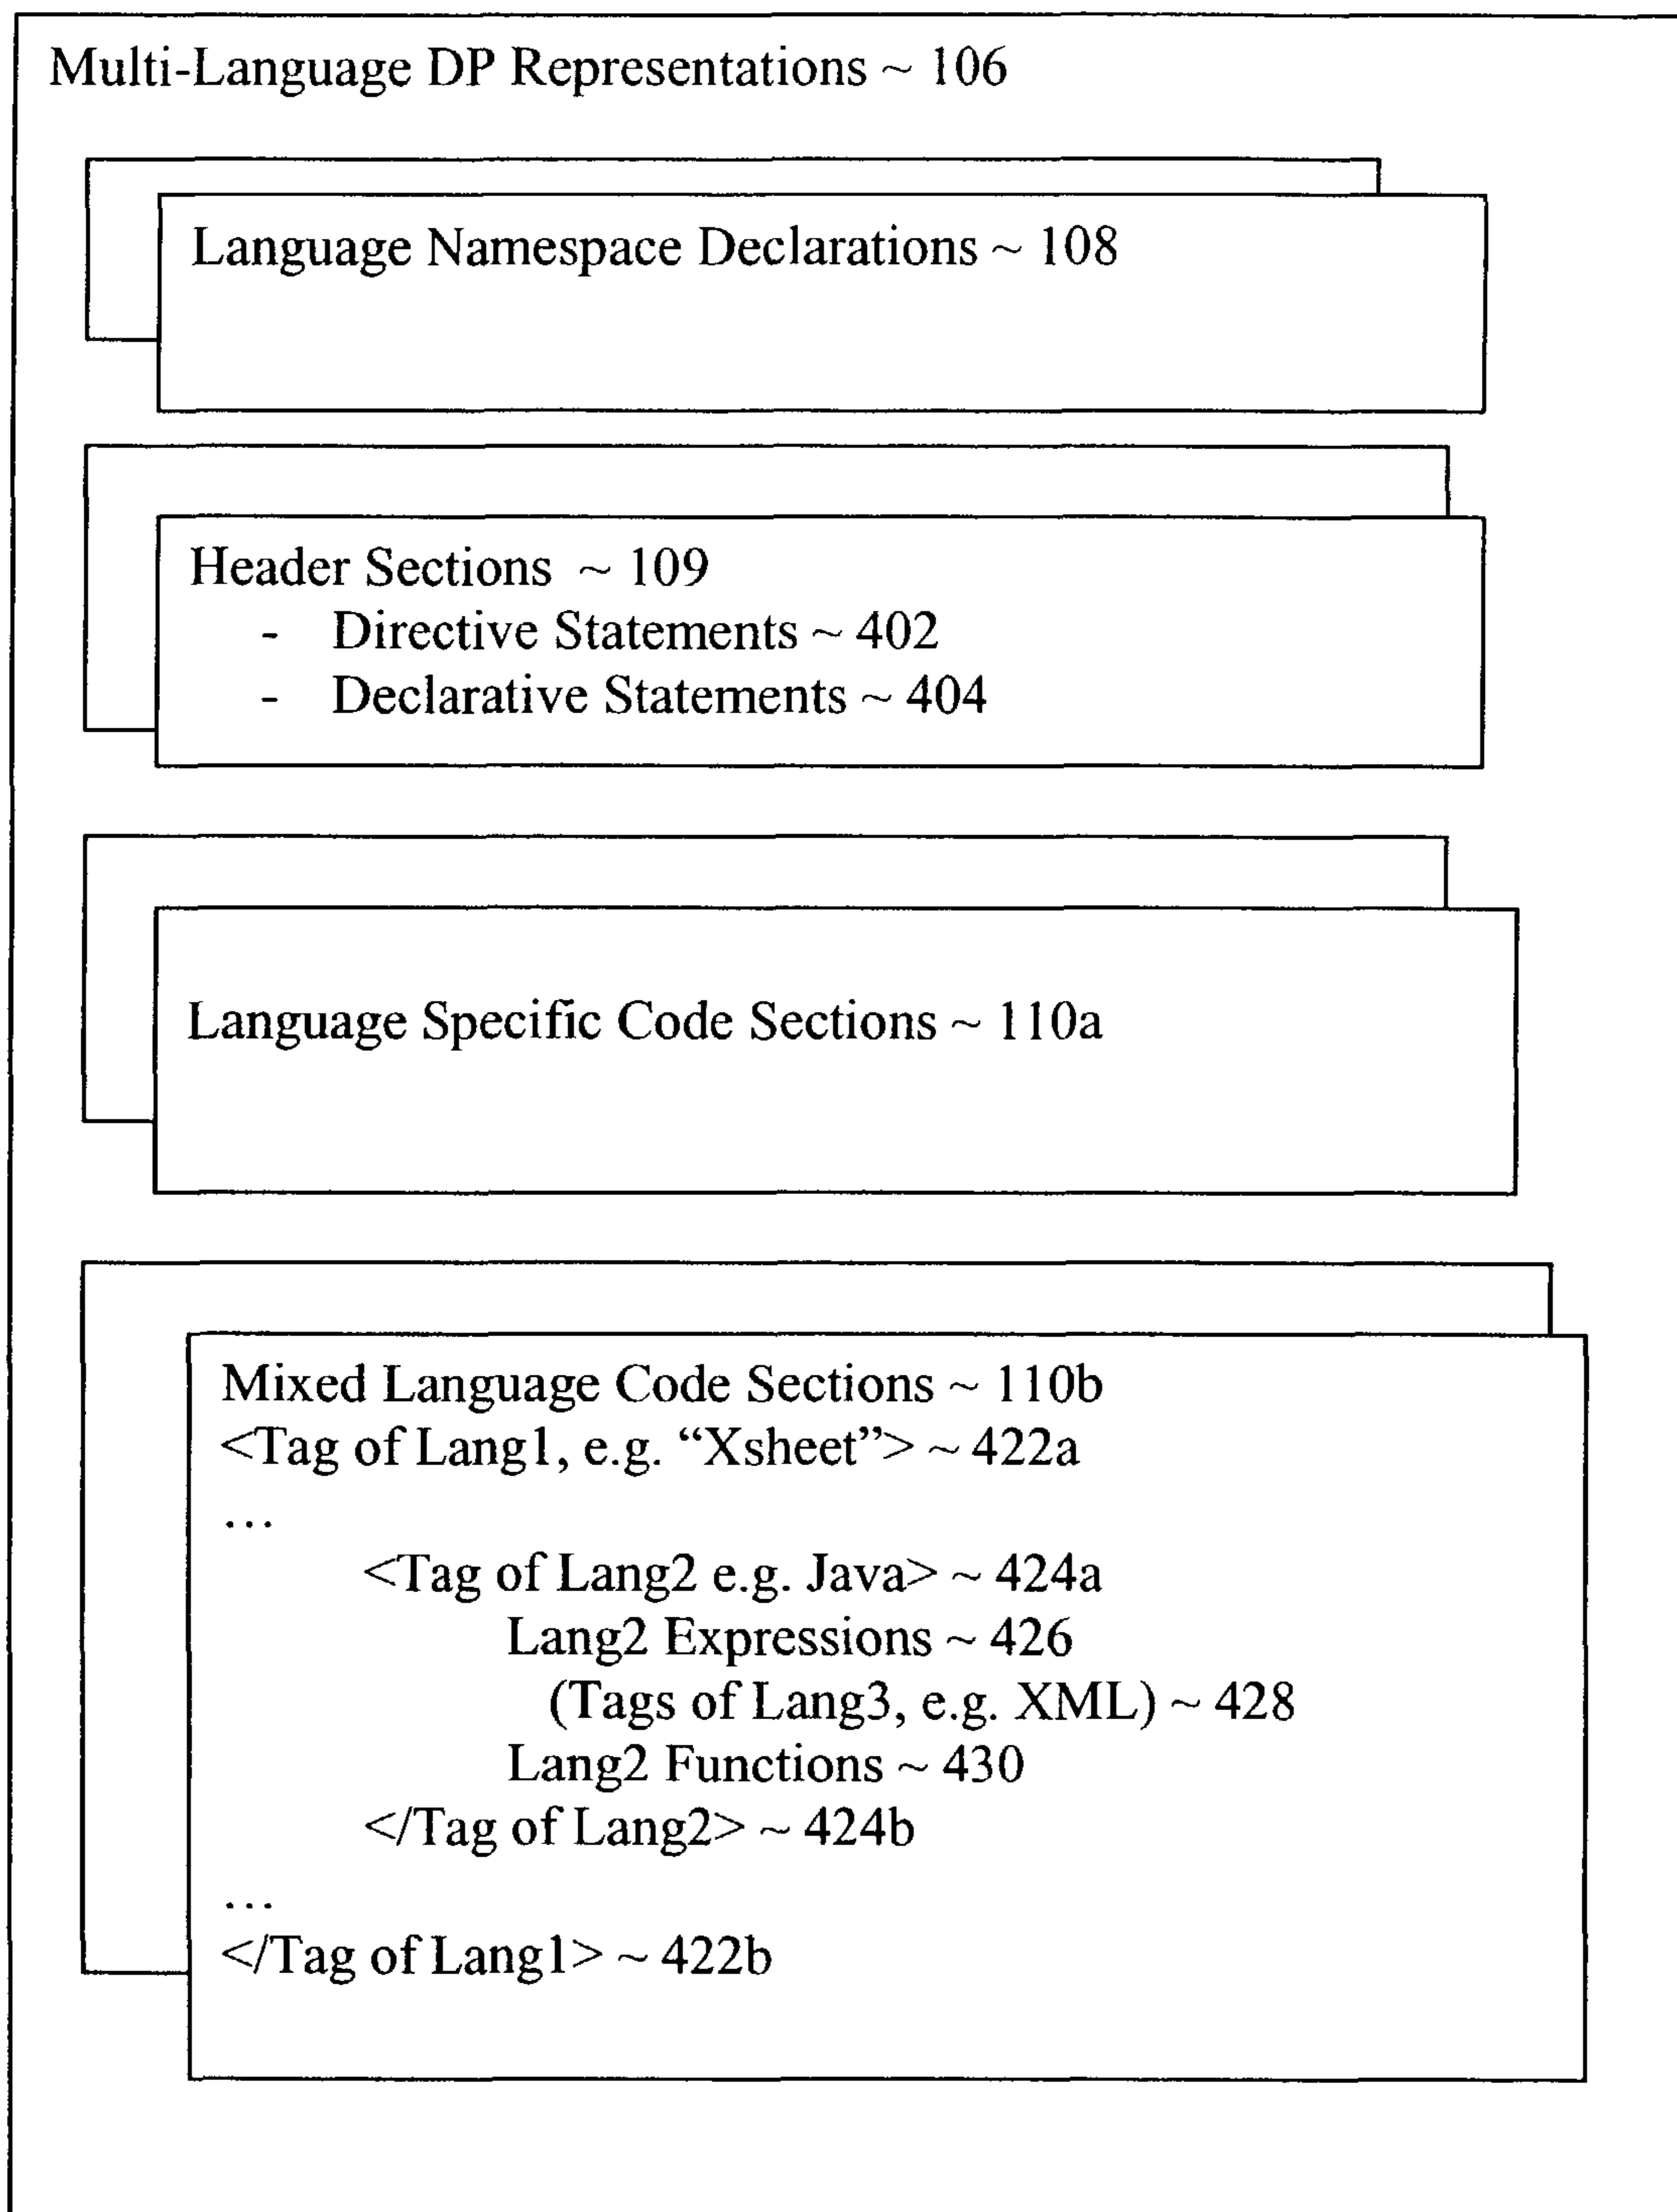 Multi-Language DP Representations ~ 106
Language Namespace Declarations ~ 108
Header Sections ~ 109
- Directive Statements ~ 402
- Declarative Statements ~ 404
Language Specific Code Sections ~ 110a
Mixed Language Code Sections ~ 110b
<Tag of Lang1, e.g. “Xsheet”> ~ 422a
...
<Tag of Lang2 e.g. Java> ~ 424a
Lang2 Expressions ~ 426
(Tags of Lang3, e.g. XML) ~ 428
Lang2 Functions ~ 430
</Tag of Lang2> ~ 424b
...
</Tag of Lang1> ~ 422b